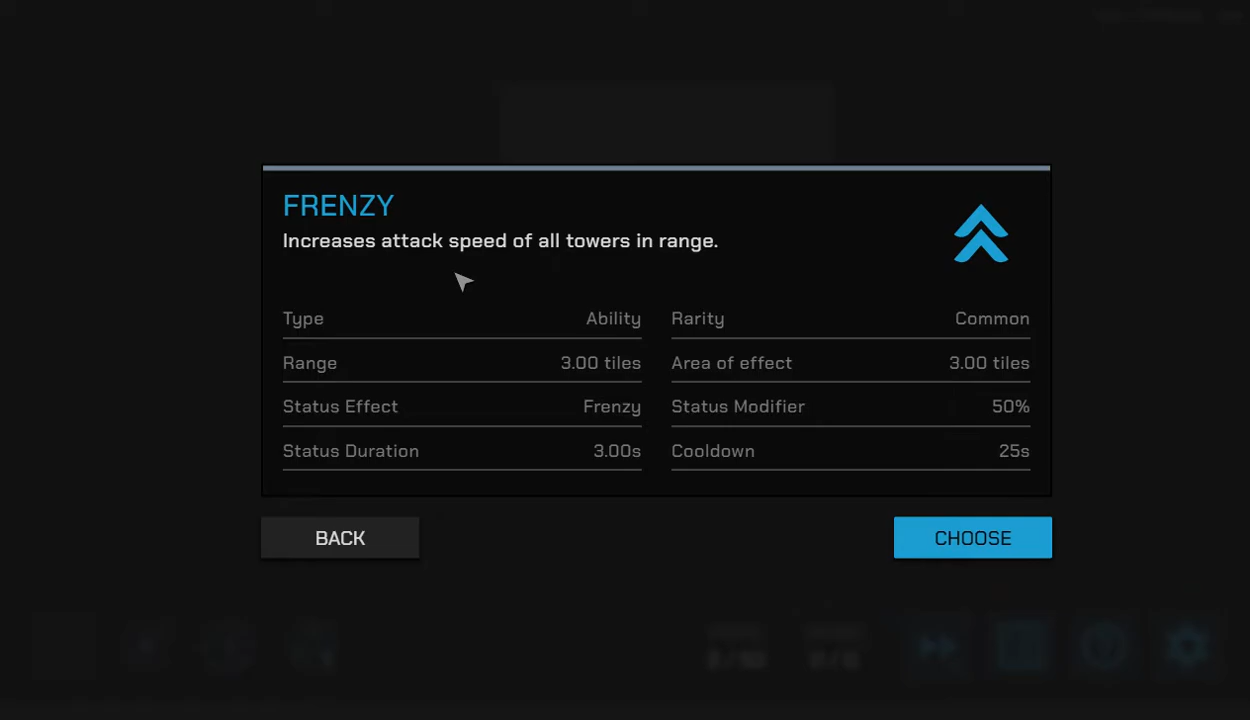 FRENZY
Increases attack speed of all towers in range.
Type Ability
Rarity Common
Range 3.00 tiles
Area of effect 3.00 tiles
Status Effect Frenzy
Status Modifier 50%
Status Duration 3.00s
Cooldown 25s
BACK
CHOOSE